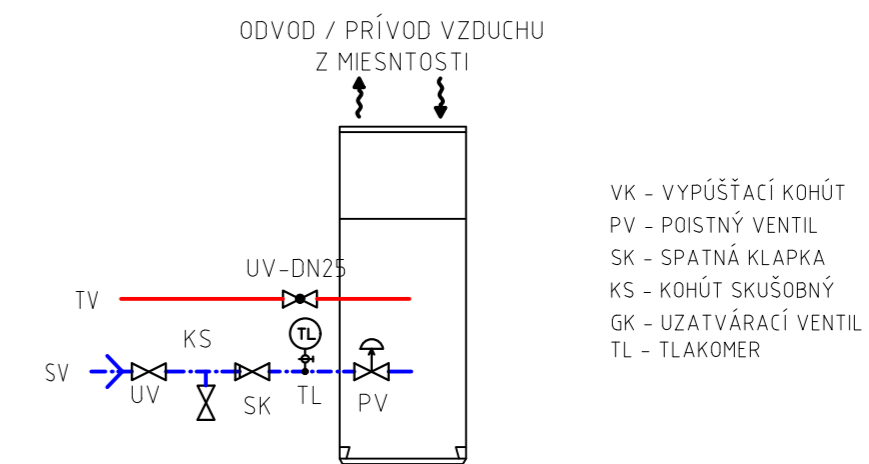 ODVOD / PRÍVOD VZDUCHU
Z MIESNTOSTI
VK - VYPÚŠŤACÍ KOHÚT
PV - POISTNÝ VENTIL
SK - SPATNÁ KLAPKA
KS - KOHÚT SKUŠOBNÝ
GK - UZATVÁRACÍ VENTIL
TL - TLAKOMER
UV-DN25
TV
TL
KS
SV
UV
SK
TL
PV